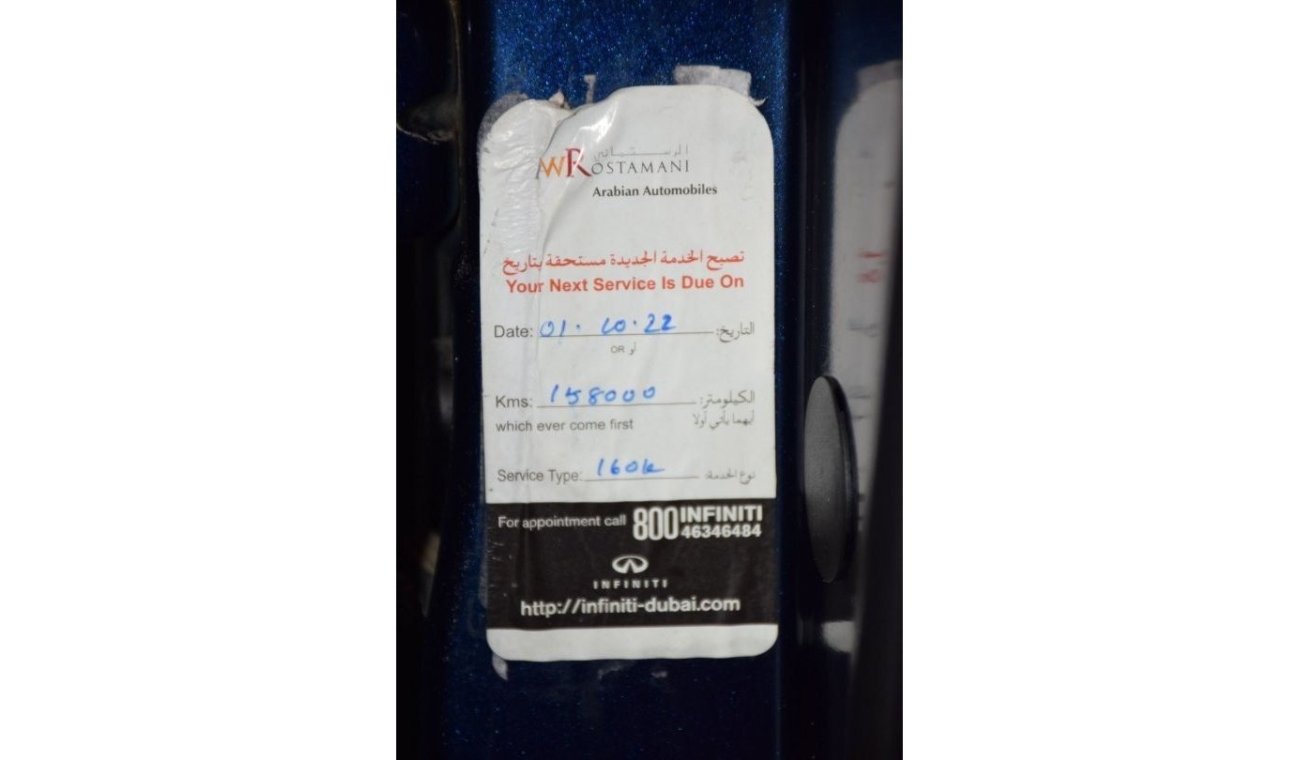 الرستماني
AWROSTAMANI
Arabian Automobiles
تصبح الخدمة الجديدة مستحقة بتاريخ
Your Next Service Is Due On
Date: 01.10.22 التاريخ:
OR أو
Kms: 158000 الكيلومتر:
which ever come first أيهما يأتي أولا
Service Type: 160k نوع الخدمة:
For appointment call 800 INFINITI
46346484
INFINITI
http://infiniti-dubai.com